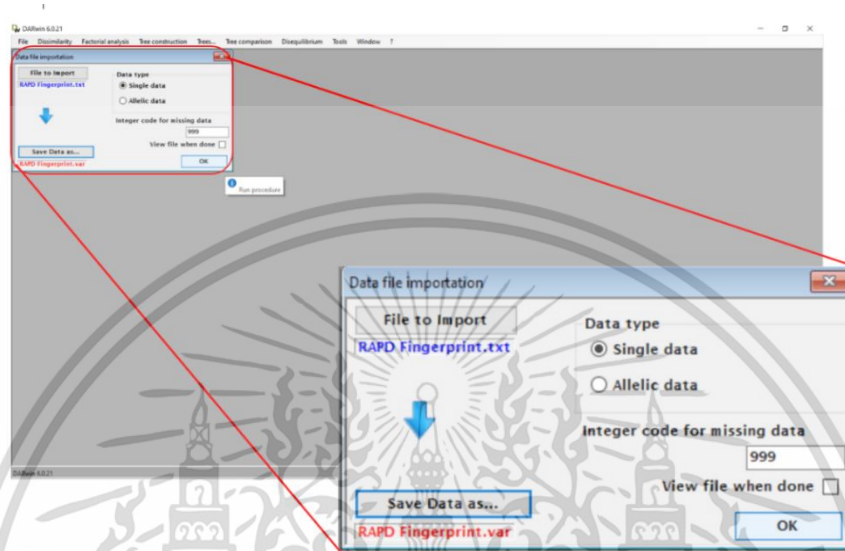 DARwin 6.0.21
File Dissimilarity Factorial analysis Tree construction Trees... Tree comparison Disequilibrium Tools Window ?
Data file importation
File to Import
RAPD Fingerprint.txt
Data type
Single data
Allelic data
Integer code for missing data
999
View file when done
Save Data as...
OK
RAPD Fingerprint.var
Run procedure
Data file importation
File to Import
RAPD Fingerprint.txt
Data type
Single data
Allelic data
Integer code for missing data
999
View file when done
Save Data as...
OK
RAPD Fingerprint.var
DARwin 6.0.21